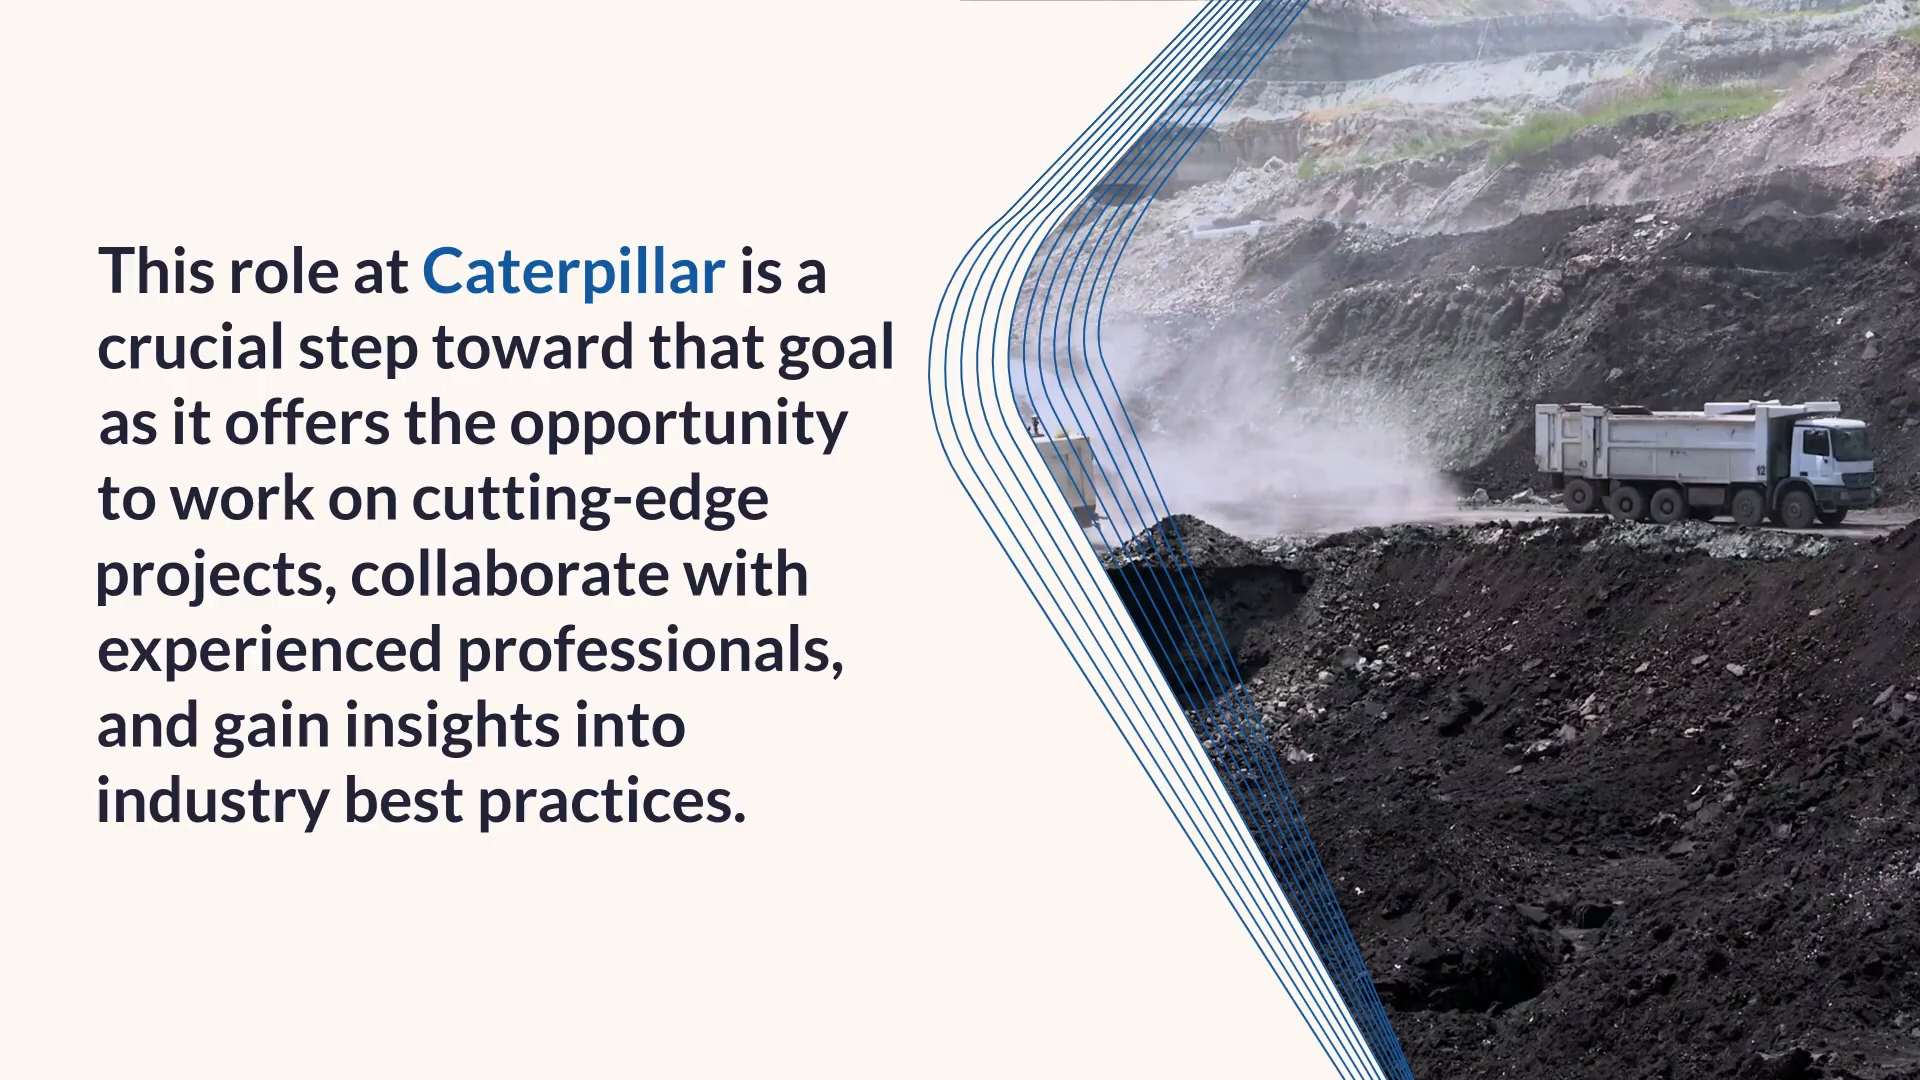 This role at Caterpillar is a
crucial step toward that goal
as it offers the opportunity
to work on cutting-edge
projects, collaborate with
experienced professionals,
and gain insights into
industry best practices.
12